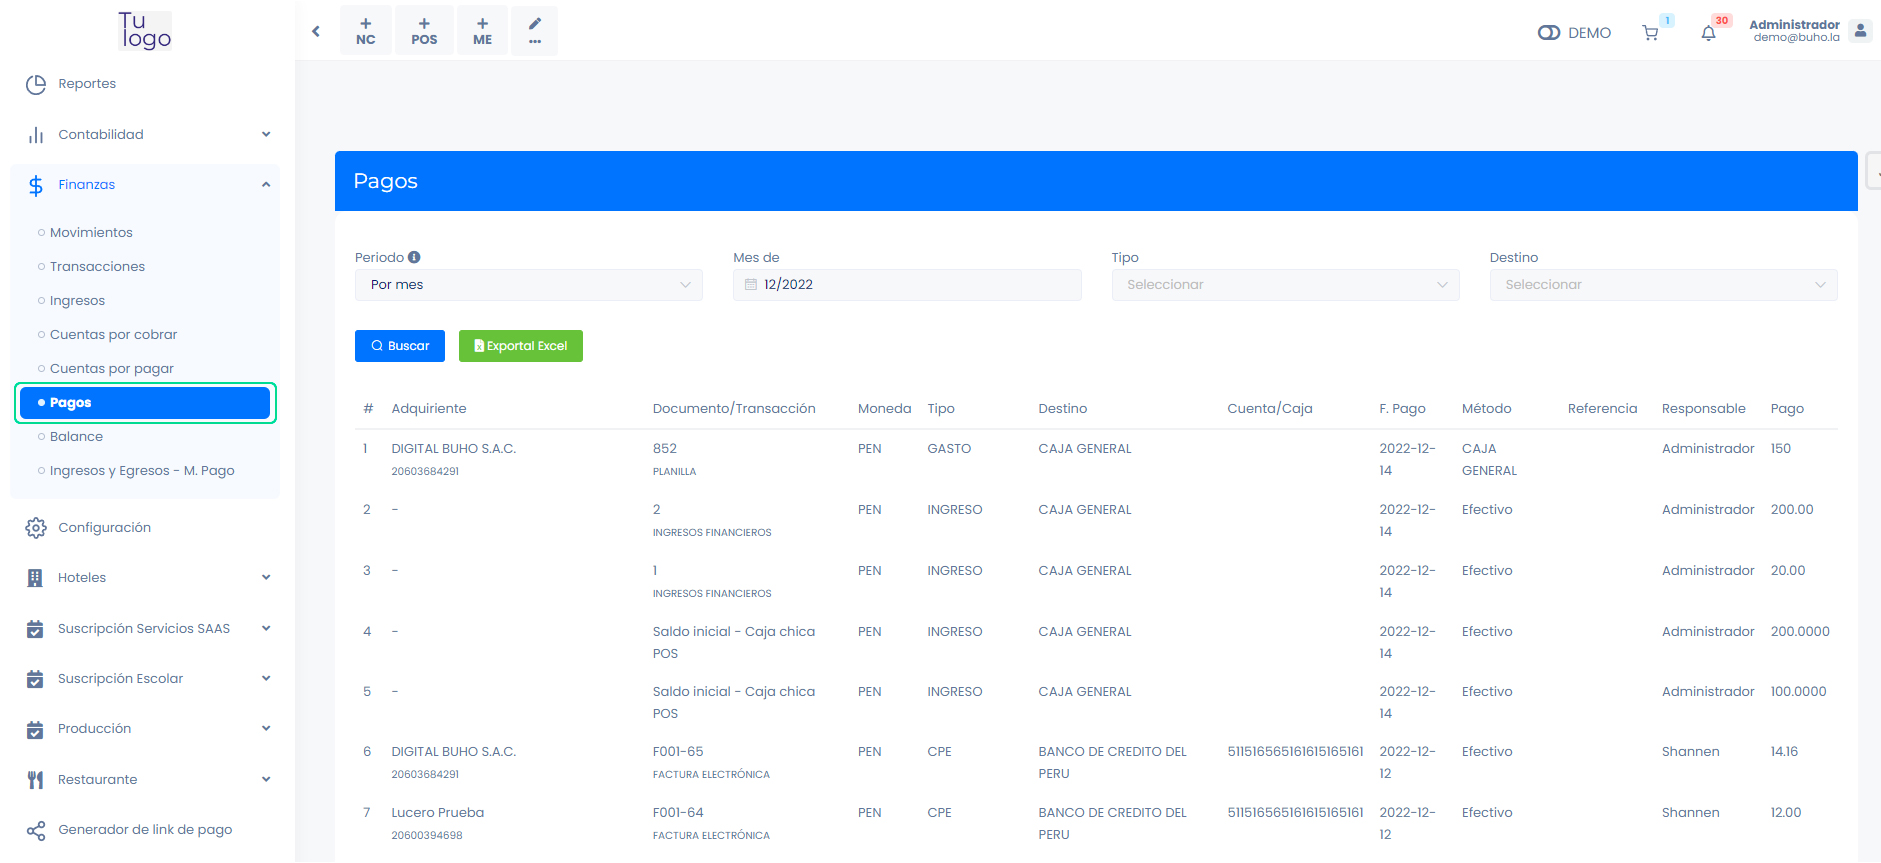 Tu
logo
NC
POS
ME
...
DEMO
1
30
Administrador
demo@buho.la
Reportes
Contabilidad
Finanzas
Movimientos
Transacciones
Ingresos
Cuentas por cobrar
Cuentas por pagar
Pagos
Balance
Ingresos y Egresos - M. Pago
Configuración
Hoteles
Suscripción Servicios SAAS
Suscripción Escolar
Producción
Restaurante
Generador de link de pago
Pagos
Periodo Mes de Tipo Destino
Por mes 12/2022 Seleccionar Seleccionar
Buscar Exportal Excel
# Adquiriente Documento/Transacción Moneda Tipo Destino Cuenta/Caja F. Pago Método Referencia Responsable Pago
1 DIGITAL BUHO S.A.C. 852 PEN GASTO CAJA GENERAL 2022-12- CAJA Administrador 150
20603684291 PLANILLA 14 GENERAL
2 - 2 PEN INGRESO CAJA GENERAL 2022-12- Efectivo Administrador 200.00
INGRESOS FINANCIEROS 14
3 - 1 PEN INGRESO CAJA GENERAL 2022-12- Efectivo Administrador 20.00
INGRESOS FINANCIEROS 14
4 - Saldo inicial - Caja chica PEN INGRESO CAJA GENERAL 2022-12- Efectivo Administrador 200.0000
POS 14
5 - Saldo inicial - Caja chica PEN INGRESO CAJA GENERAL 2022-12- Efectivo Administrador 100.0000
POS 14
6 DIGITAL BUHO S.A.C. F001-65 PEN CPE BANCO DE CREDITO DEL 511516565161615165161 2022-12- Efectivo Shannen 14.16
20603684291 FACTURA ELECTRÓNICA PERU 12
7 Lucero Prueba F001-64 PEN CPE BANCO DE CREDITO DEL 511516565161615165161 2022-12- Efectivo Shannen 12.00
20600394698 FACTURA ELECTRÓNICA PERU 12